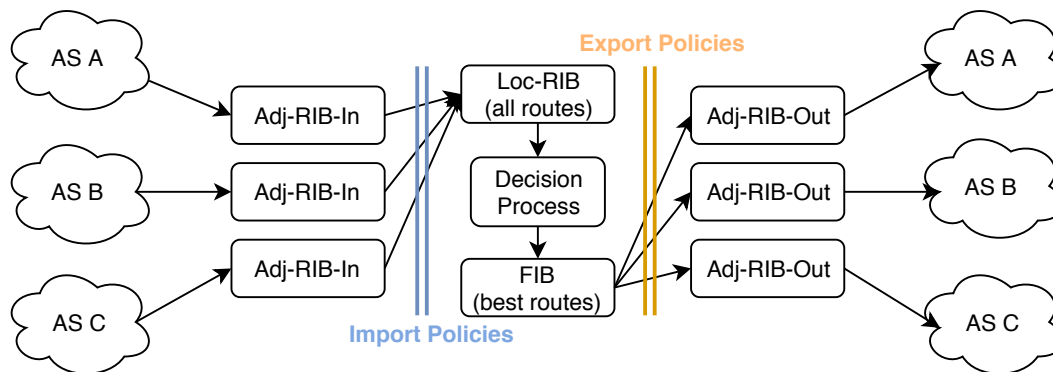 AS A
AS B
AS C
Adj-RIB-In
Adj-RIB-In
Adj-RIB-In
Import Policies
Loc-RIB
(all routes)
Decision
Process
FIB
(best routes)
Export Policies
Adj-RIB-Out
Adj-RIB-Out
Adj-RIB-Out
AS A
AS B
AS C